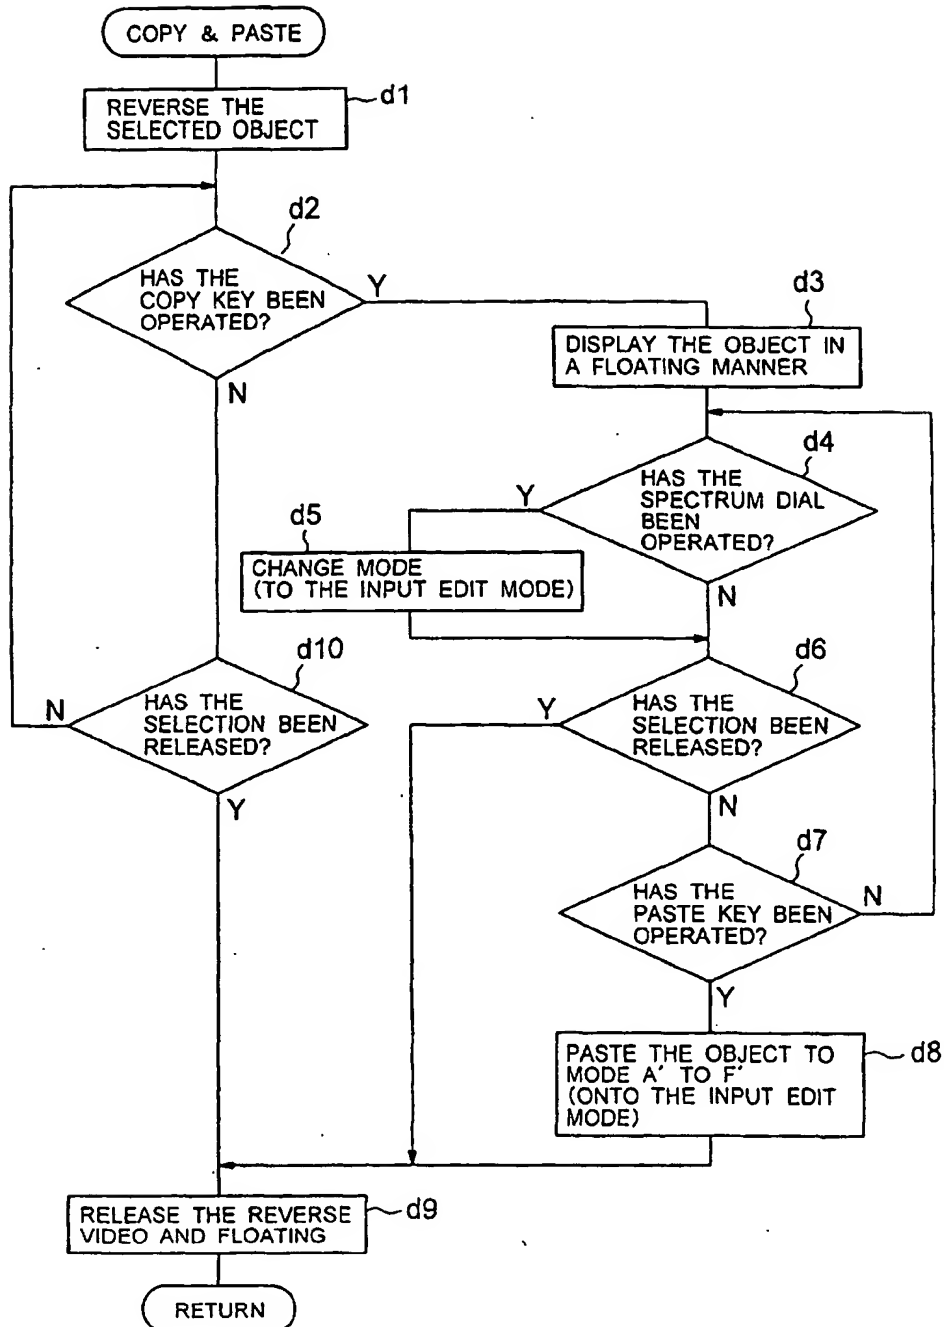 COPY & PASTE
d1
REVERSE THE
SELECTED OBJECT
d2
HAS THE
COPY KEY BEEN
OPERATED?
Y
N
d3
DISPLAY THE OBJECT IN
A FLOATING MANNER
d4
HAS THE
SPECTRUM DIAL
BEEN
OPERATED?
Y
N
d5
CHANGE MODE
(TO THE INPUT EDIT MODE)
d10
HAS THE
SELECTION BEEN
RELEASED?
N
Y
d6
HAS THE
SELECTION BEEN
RELEASED?
Y
N
d7
HAS THE
PASTE KEY BEEN
OPERATED?
N
Y
PASTE THE OBJECT TO
MODE A' TO F'
(ONTO THE INPUT EDIT
MODE)
d8
RELEASE THE REVERSE
VIDEO AND FLOATING
d9
RETURN